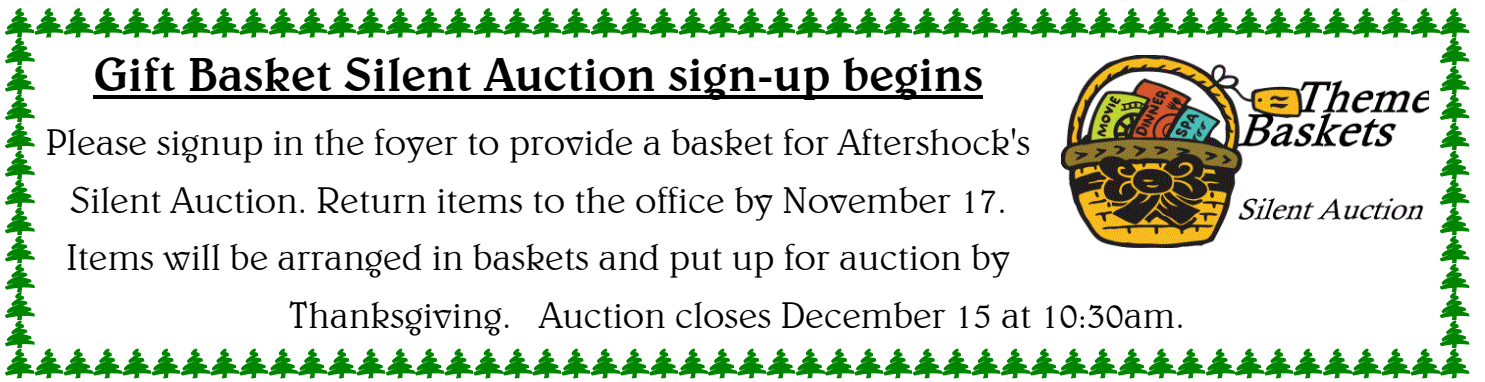 Gift Basket Silent Auction sign-up begins
Please signup in the foyer to provide a basket for Aftershock's
Silent Auction. Return items to the office by November 17.
Items will be arranged in baskets and put up for auction by
Thanksgiving. Auction closes December 15 at 10:30am.
MOVIE
DINNER
SPA
Theme
Baskets
Silent Auction